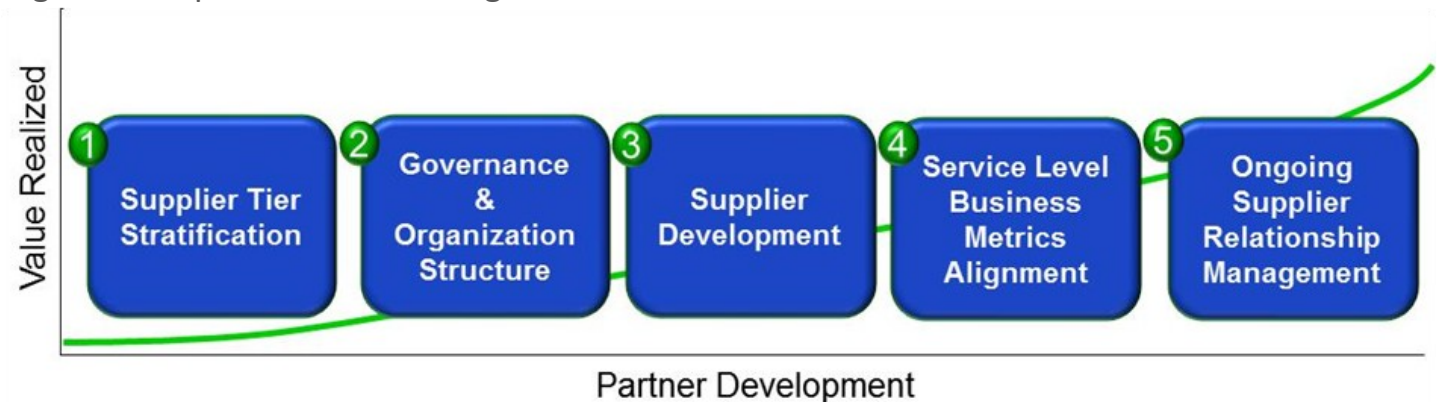 Value Realized
1
Supplier Tier
Stratification
2
Governance
&
Organization
Structure
3
Supplier
Development
4
Service Level
Business
Metrics
Alignment
5
Ongoing
Supplier
Relationship
Management
Partner Development